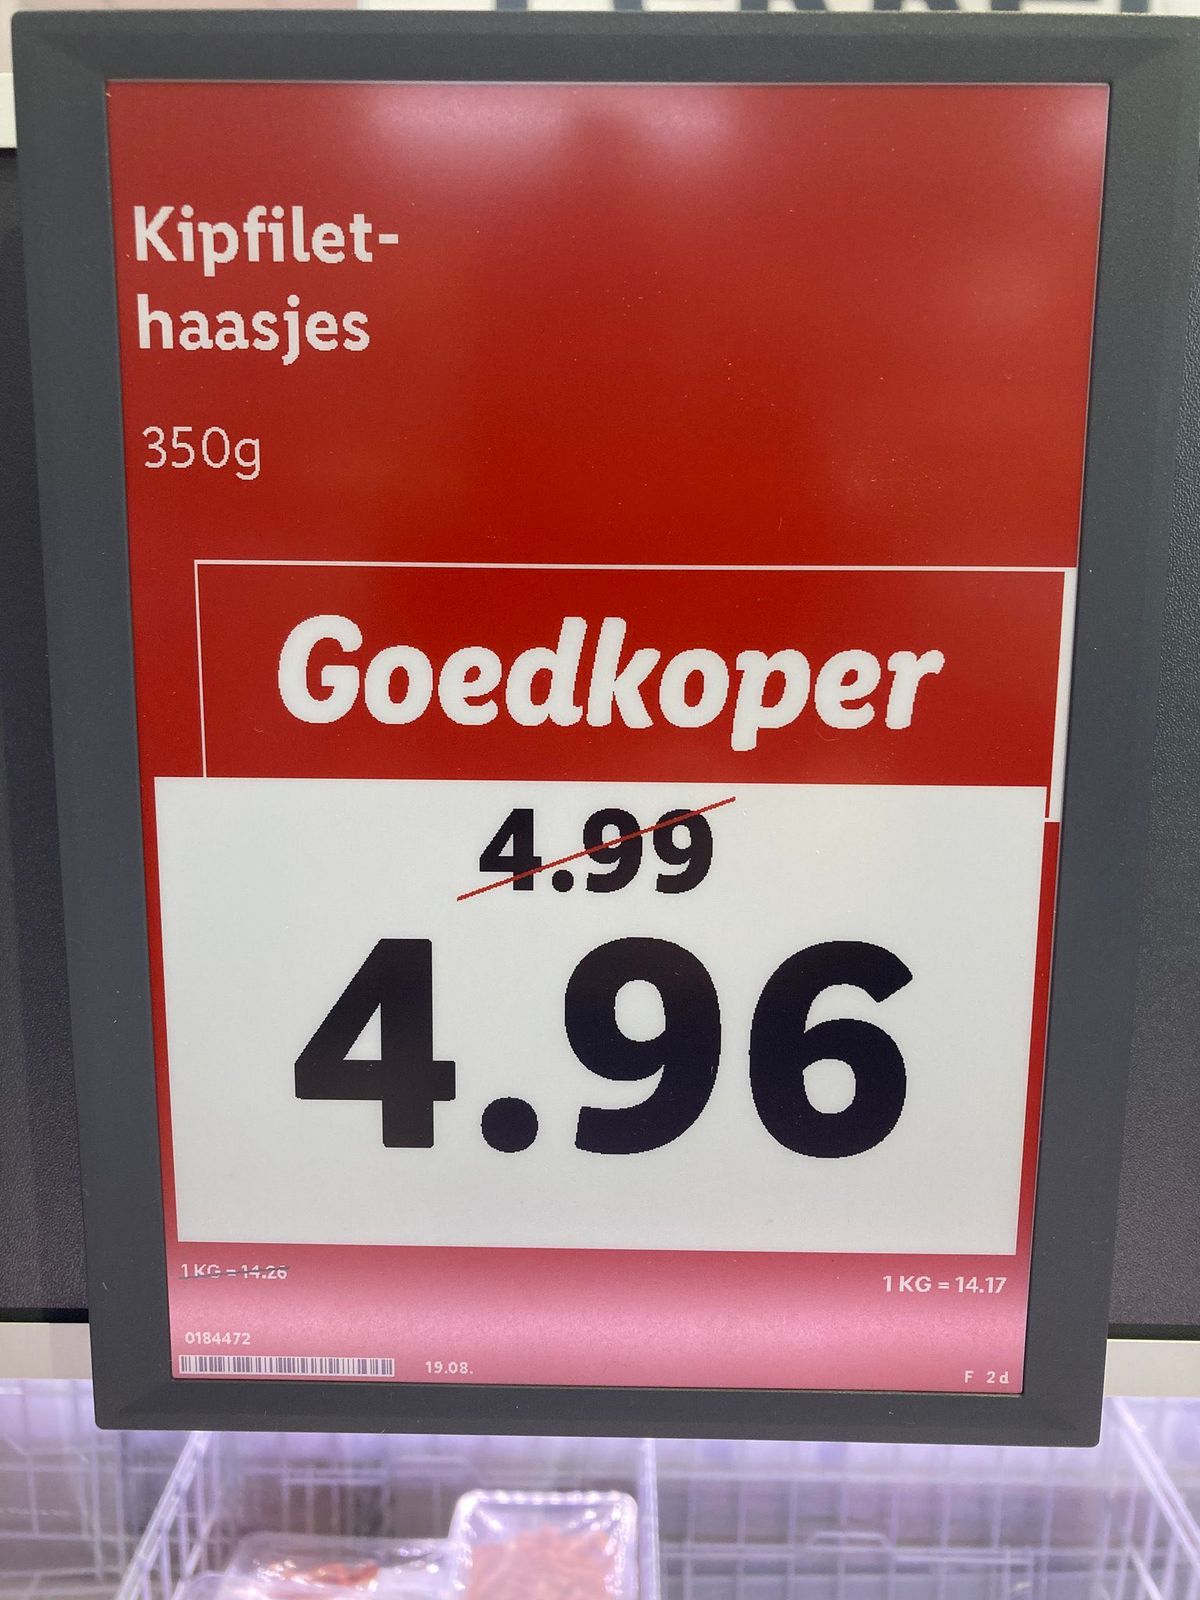 Kipfilet-
haasjes
350g
Goedkoper
4.99
4.96
1 KG = 14.26
1 KG = 14.17
0184472
19.08.
F 2d